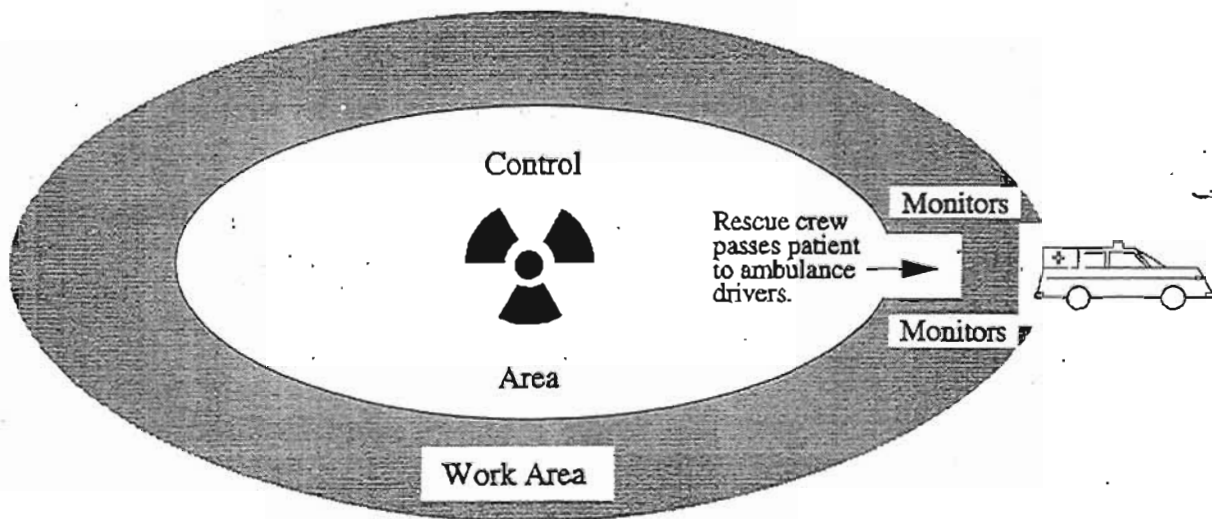 Control
Monitors
Rescue crew
passes patient
to ambulance
drivers.
Monitors
Area
Work Area